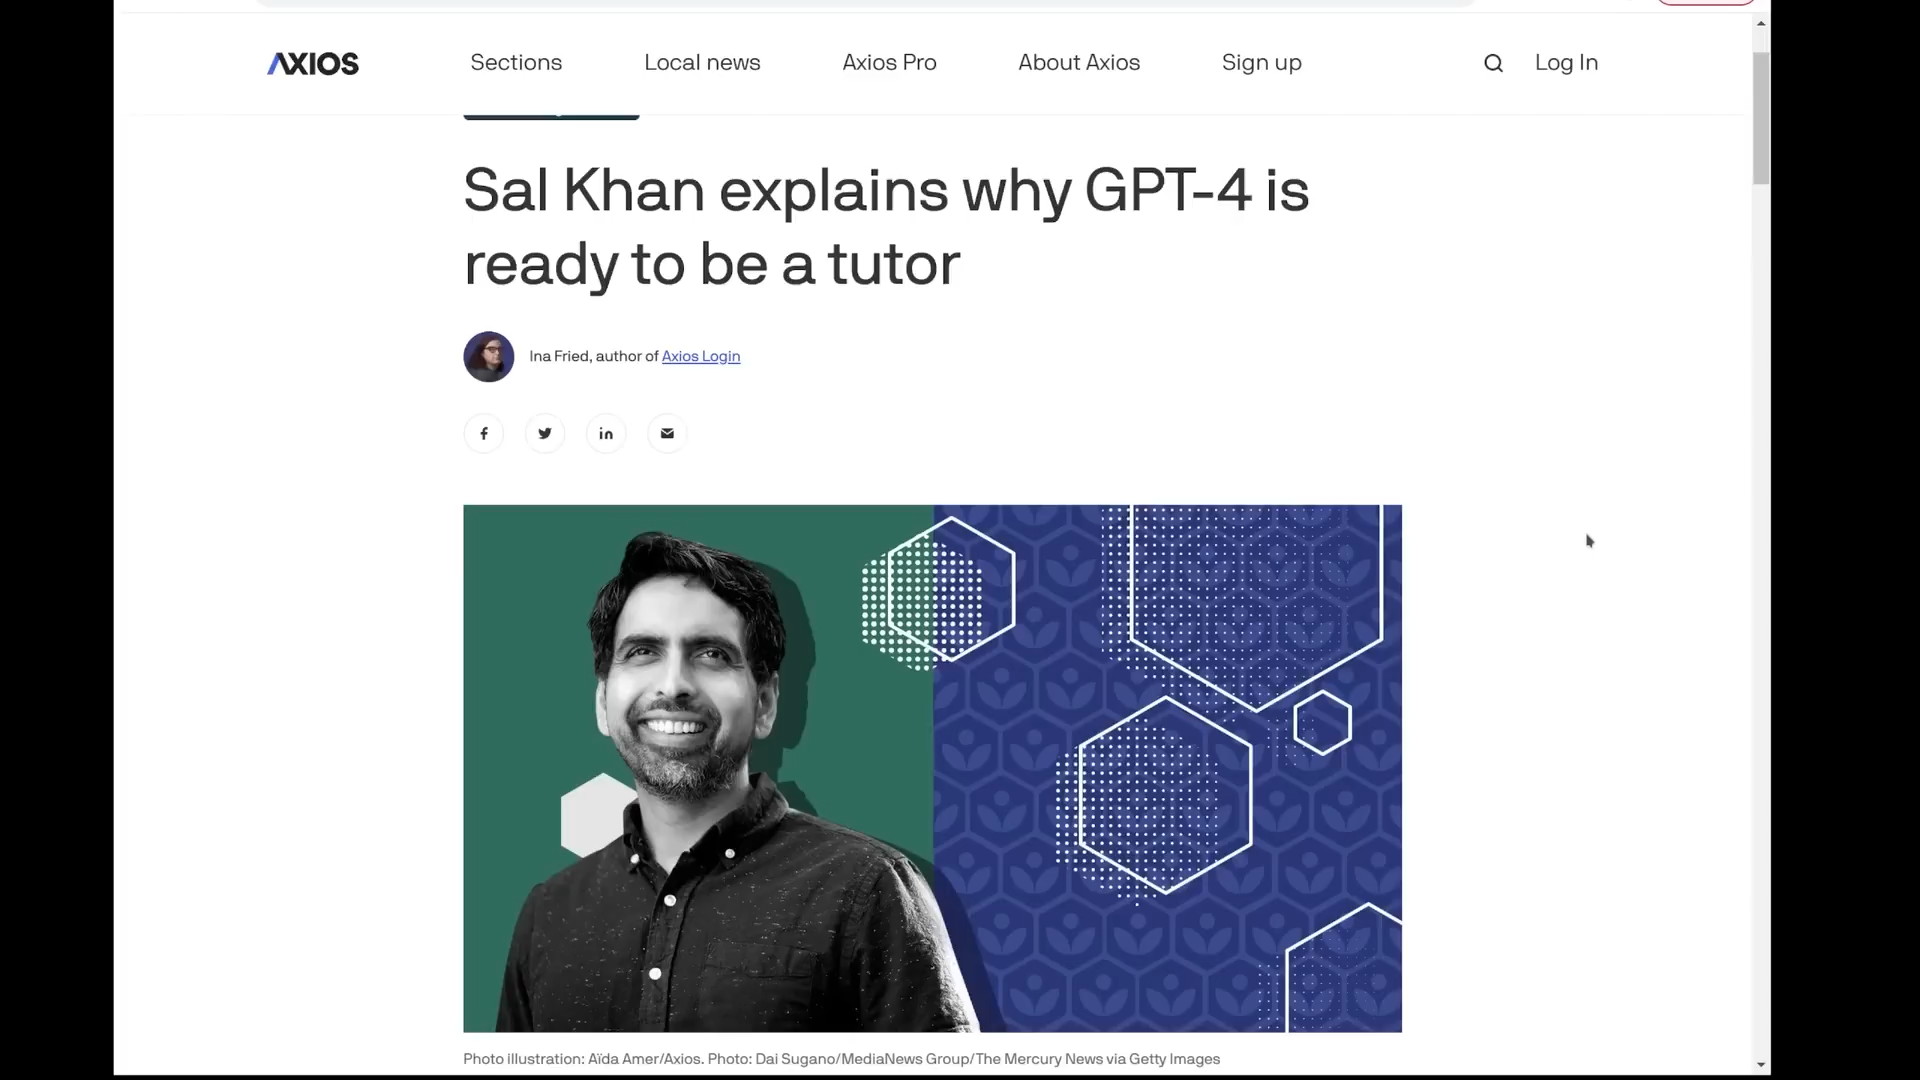 AXIOS
Sections
Local news
Axios Pro
About Axios
Sign up
Log In
Sal Khan explains why GPT-4 is
ready to be a tutor
Ina Fried, author of Axios Login
Photo illustration: Aïda Amer/Axios. Photo: Dai Sugano/MediaNews Group/The Mercury News via Getty Images